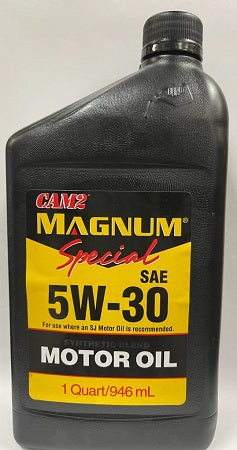 CAM2®
MAGNUM®
Special
SAE
5W-30
For use where an SJ Motor Oil is recommended.
SYNTHETIC BLEND
MOTOR OIL
1 Quart/946 mL